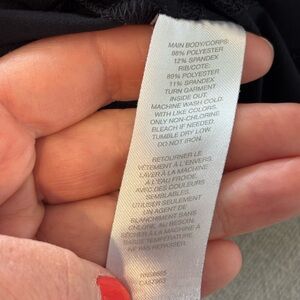 MAIN BODY/CORPS:
88% POLYESTER
12% SPANDEX
RIB/COTE:
89% POLYESTER
11% SPANDEX
TURN GARMENT
INSIDE OUT.
MACHINE WASH COLD.
WITH LIKE COLORS.
ONLY NON-CHLORINE
BLEACH IF NEEDED.
TUMBLE DRY LOW.
DO NOT IRON.
RETOURNER LE
VÊTEMENT À L'ENVERS.
LAVER À LA MACHINE
À L'EAU FROIDE,
AVEC DES COULEURS
SEMBLABLES.
UTILISER SEULEMENT
UN AGENT DE
BLANCHIMENT SANS
CHLORE, AU BESOIN.
SÉCHER PAR MACHINE À
BASSE TEMPÉRATURE.
NE PAS REPASSER.